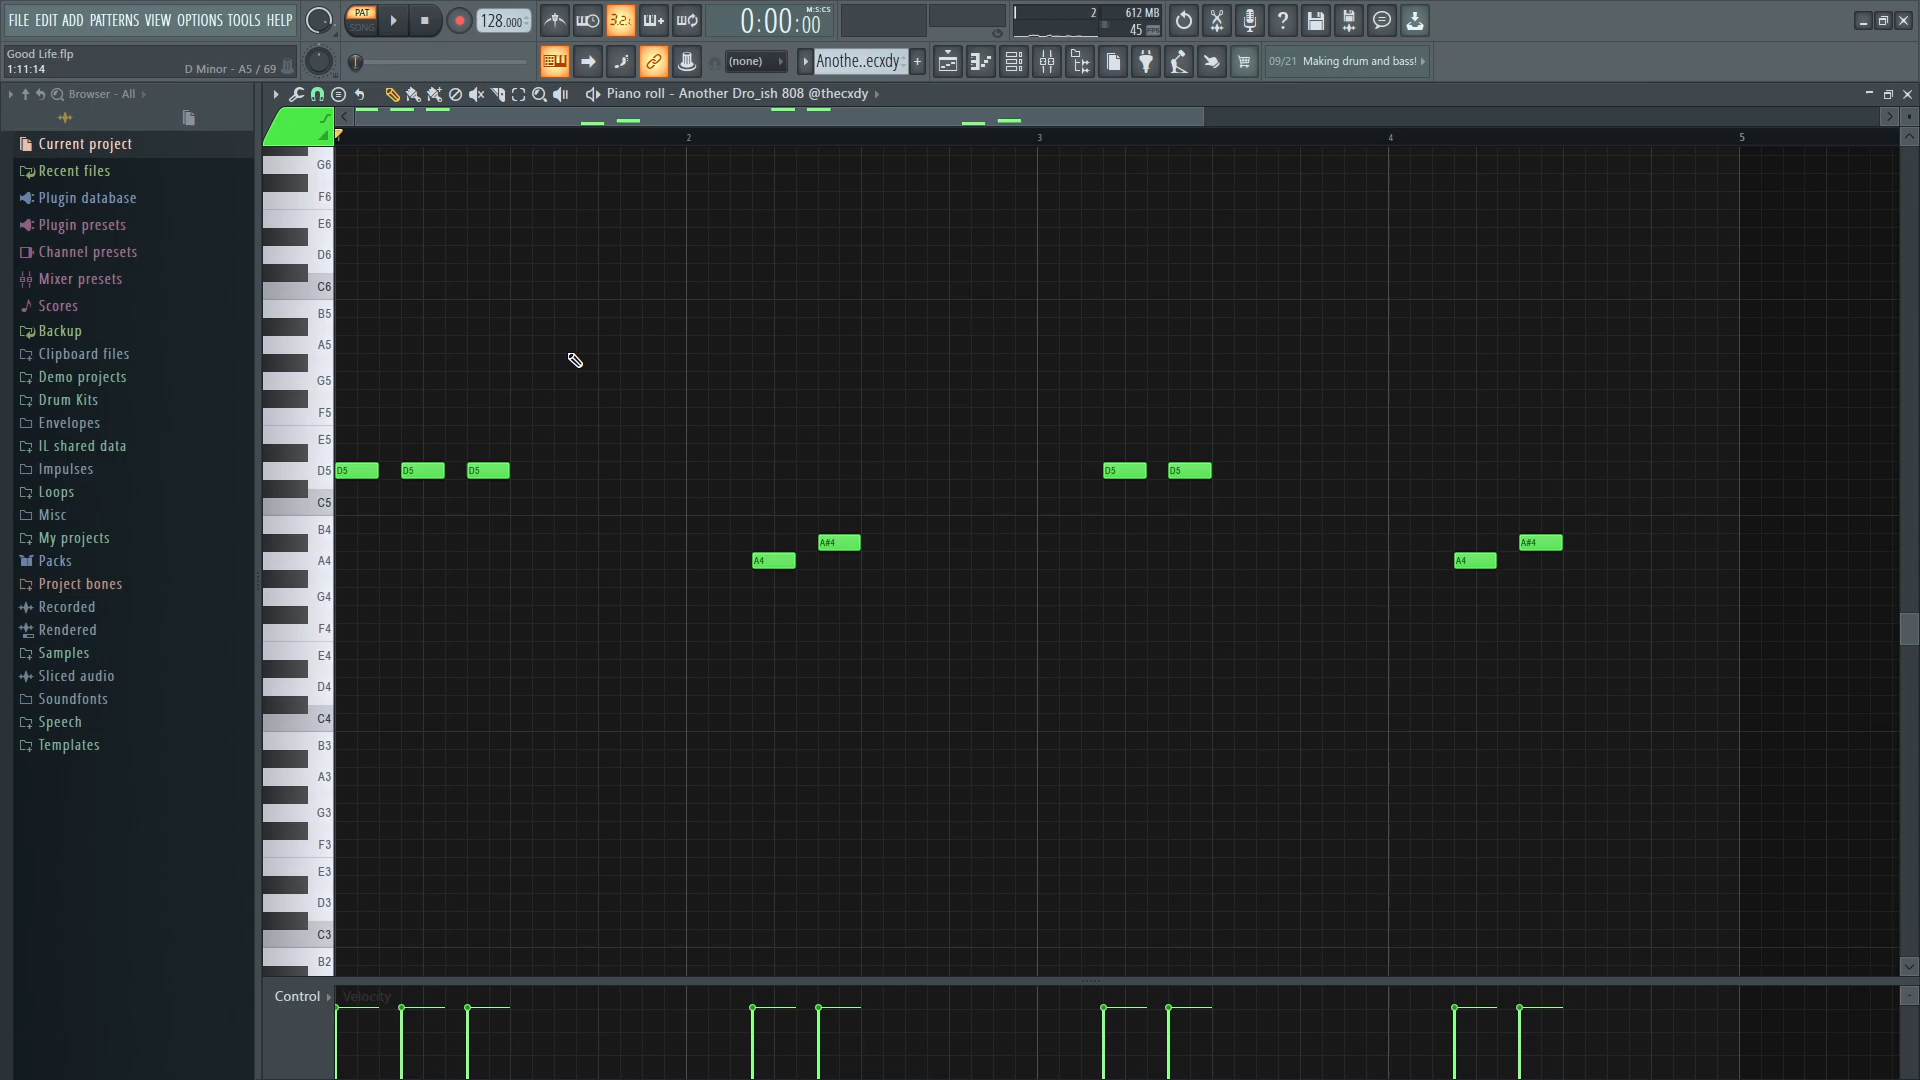 FILE EDIT ADD PATTERNS VIEW OPTIONS TOOLS HELP
PAT
SONG
128.000
3.2.
0:00:00
M:S:CS
2
612 MB
45
Good Life.flp
1:11:14
D Minor - A5 / 69
(none)
Anothe..ecxdy
+
09/21 Making drum and bass!
Browser - All
Piano roll - Another Dro_ish 808 @thecxdy
Current project
Recent files
Plugin database
Plugin presets
Channel presets
Mixer presets
Scores
Backup
Clipboard files
Demo projects
Drum Kits
Envelopes
IL shared data
Impulses
Loops
Misc
My projects
Packs
Project bones
Recorded
Rendered
Samples
Sliced audio
Soundfonts
Speech
Templates
2 3 4 5
G6
F6
E6
D6
C6
B5
A5
G5
F5
E5
D5 D5 D5 D5 D5 D5
C5
B4
A#4 A#4
A4 A4 A4
G4
F4
E4
D4
C4
B3
A3
G3
F3
E3
D3
C3
B2
Control Velocity